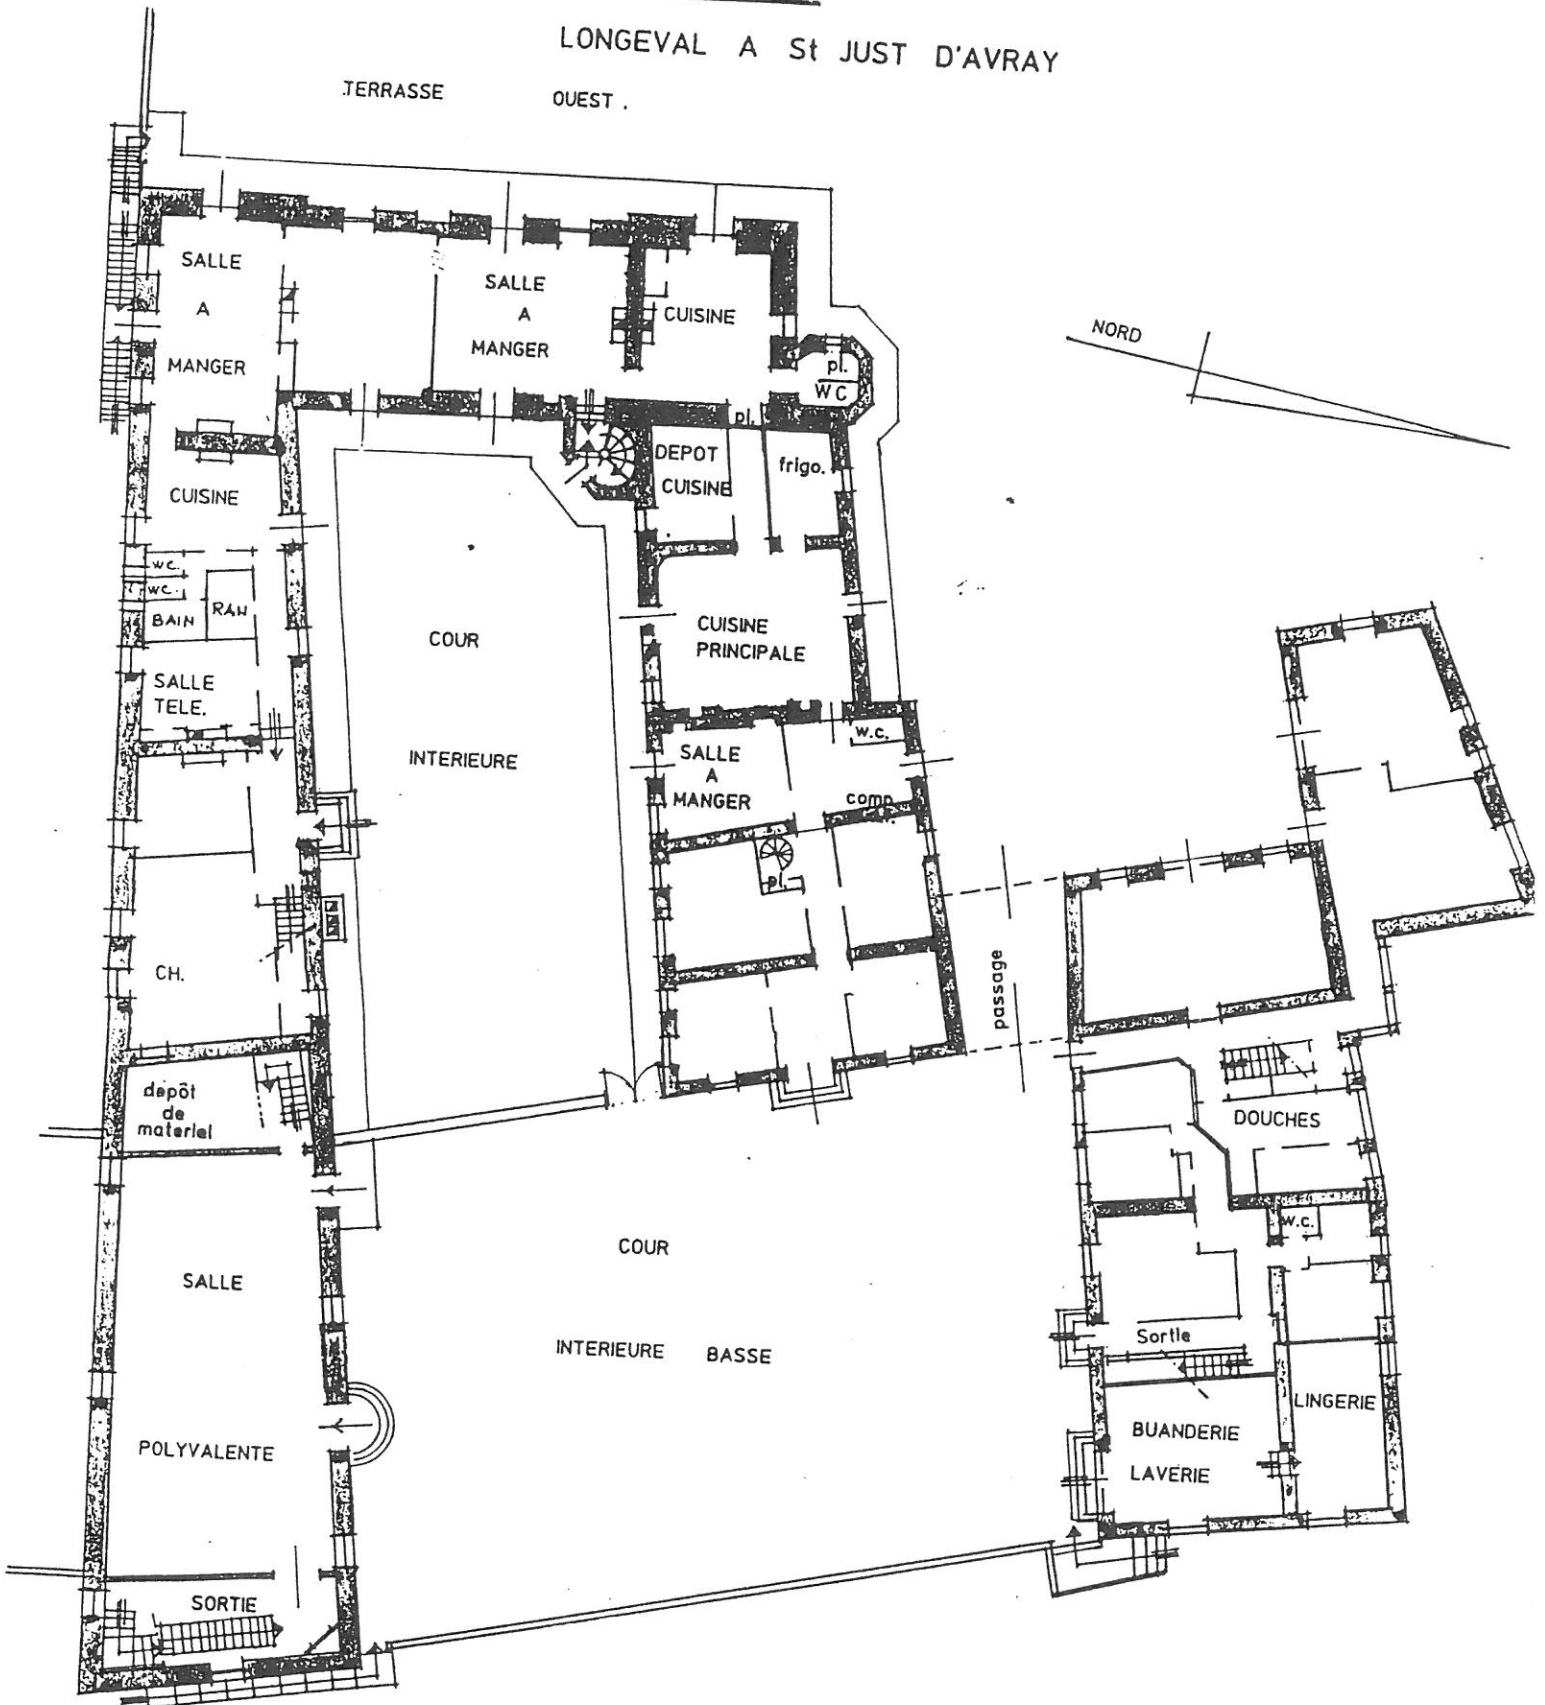 LONGEVAL A St JUST D'AVRAY
TERRASSE OUEST.
NORD
SALLE
A
MANGER
SALLE
A
MANGER
CUISINE
pl.
WC
pl.
DEPOT
CUISINE
frigo.
CUISINE
WC.
WC.
BAIN
RAN
SALLE
TELE.
COUR
INTERIEURE
CUISINE
PRINCIPALE
W.C.
SALLE
A
MANGER
comp.
pl.
CH.
passage
depôt
de
materiel
DOUCHES
W.C.
SALLE
POLYVALENTE
COUR
INTERIEURE BASSE
Sortie
LINGERIE
BUANDERIE
LAVERIE
SORTIE